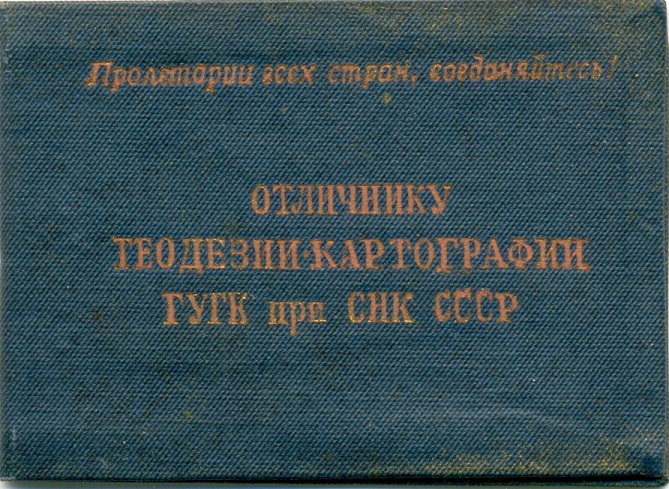 Пролетарии всех стран, соединяйтесь!
ОТЛИЧНИКУ
ГЕОДЕЗИИ-КАРТОГРАФИИ
ГУГК при СНК СССР